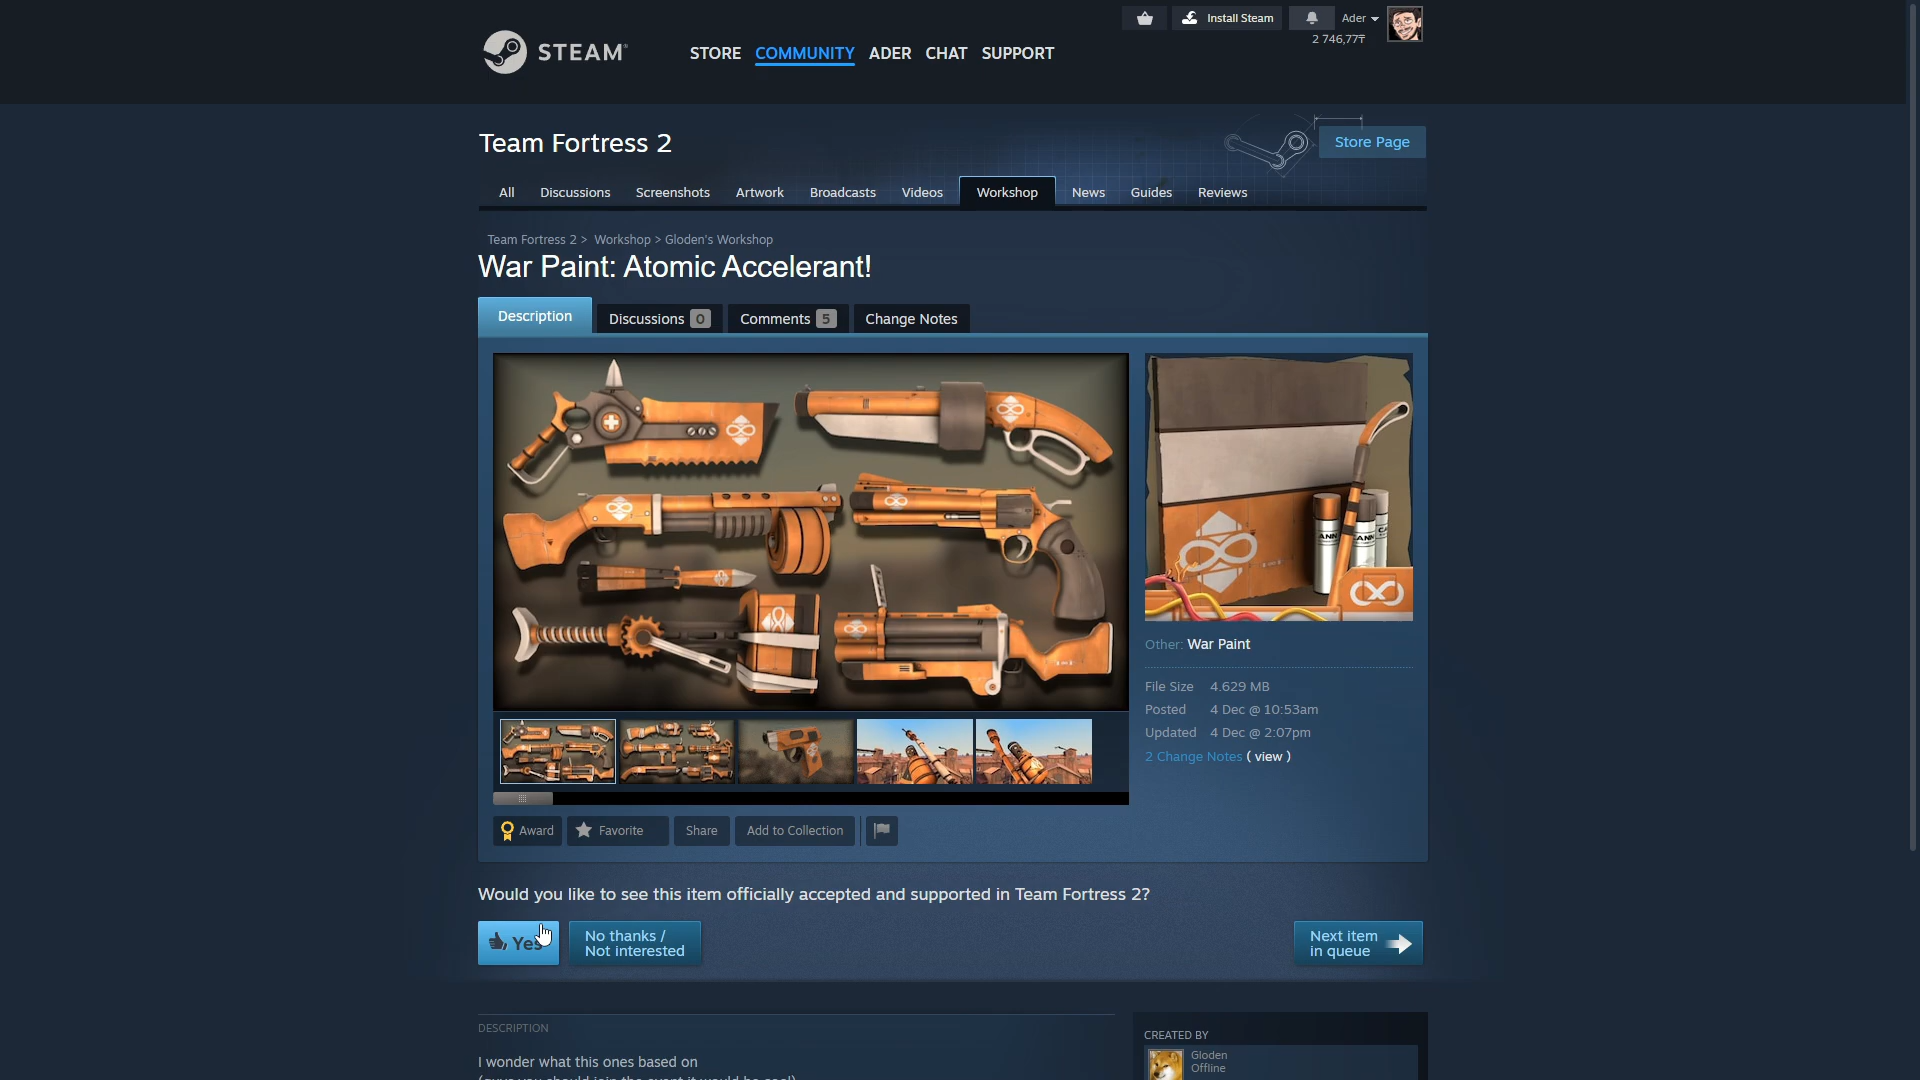 Install Steam
Ader
2 746,77₸
STEAM
STORE COMMUNITY ADER CHAT SUPPORT
Team Fortress 2
Store Page
All Discussions Screenshots Artwork Broadcasts Videos Workshop News Guides Reviews
Team Fortress 2 > Workshop > Gloden's Workshop
War Paint: Atomic Accelerant!
Description Discussions 0 Comments 5 Change Notes
Other: War Paint
File Size 4.629 MB
Posted 4 Dec @ 10:53am
Updated 4 Dec @ 2:07pm
2 Change Notes ( view )
Award Favorite Share Add to Collection
Would you like to see this item officially accepted and supported in Team Fortress 2?
Yes
No thanks /
Not interested
Next item
in queue
DESCRIPTION
I wonder what this ones based on
CREATED BY
Gloden
Offline